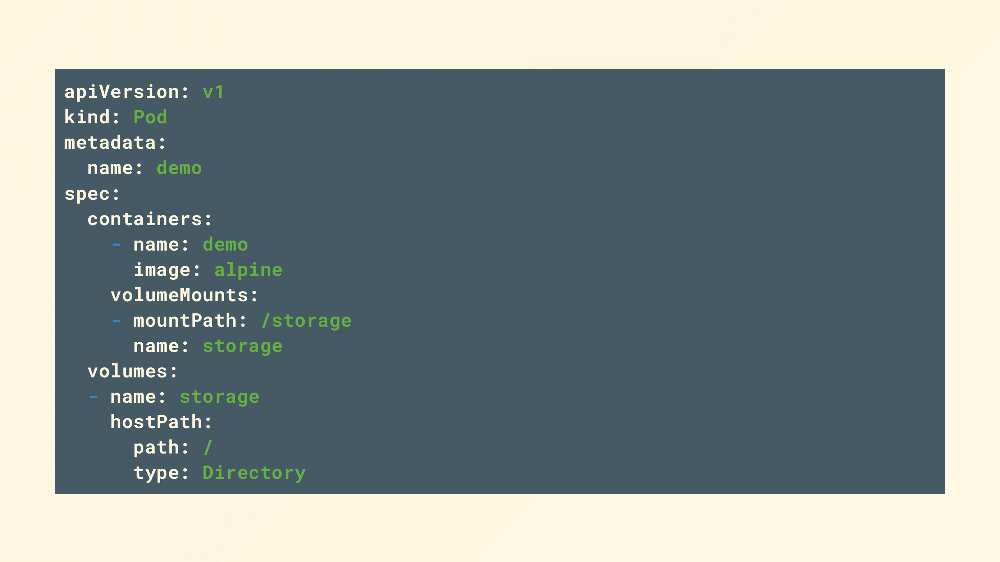 apiVersion: v1
kind: Pod
metadata:
  name: demo
spec:
  containers:
    - name: demo
      image: alpine
    volumeMounts:
    - mountPath: /storage
      name: storage
  volumes:
  - name: storage
    hostPath:
      path: /
      type: Directory